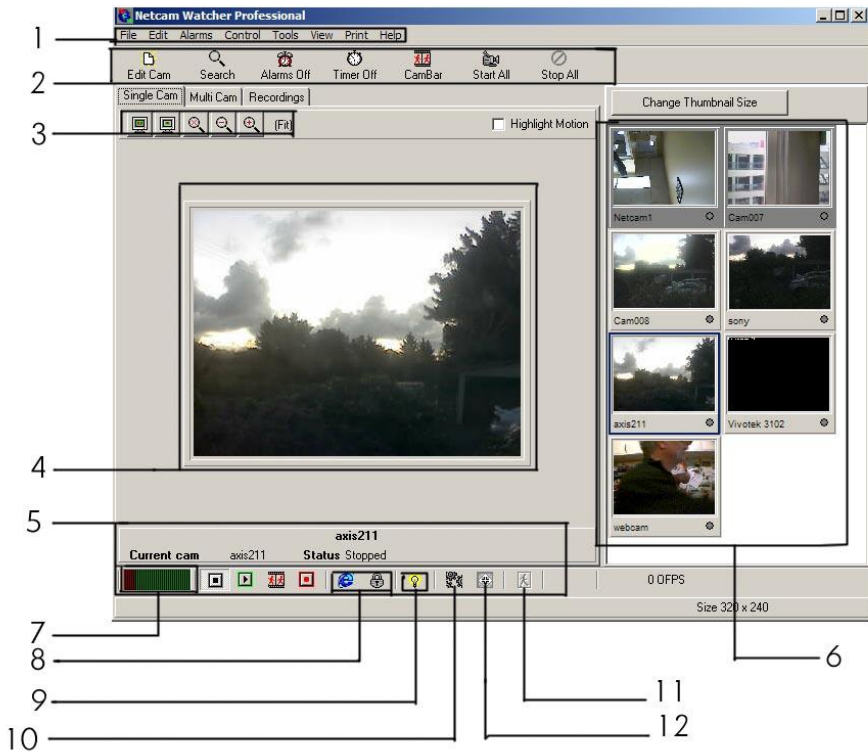 Netcam Watcher Professional
1
File Edit Alarms Control Tools View Print Help
2
Edit Cam Search Alarms Off Timer Off CamBar Start All Stop All
Single Cam Multi Cam Recordings
Change Thumbnail Size
3
(Fit)
Highlight Motion
Netcam1 Cam007
Cam008 sony
4
axis211 Vivotek 3102
5
webcam
axis211
Current cam axis211 Status Stopped
0 OFPS
Size 320 x 240
7
8
6
9
11
10
12